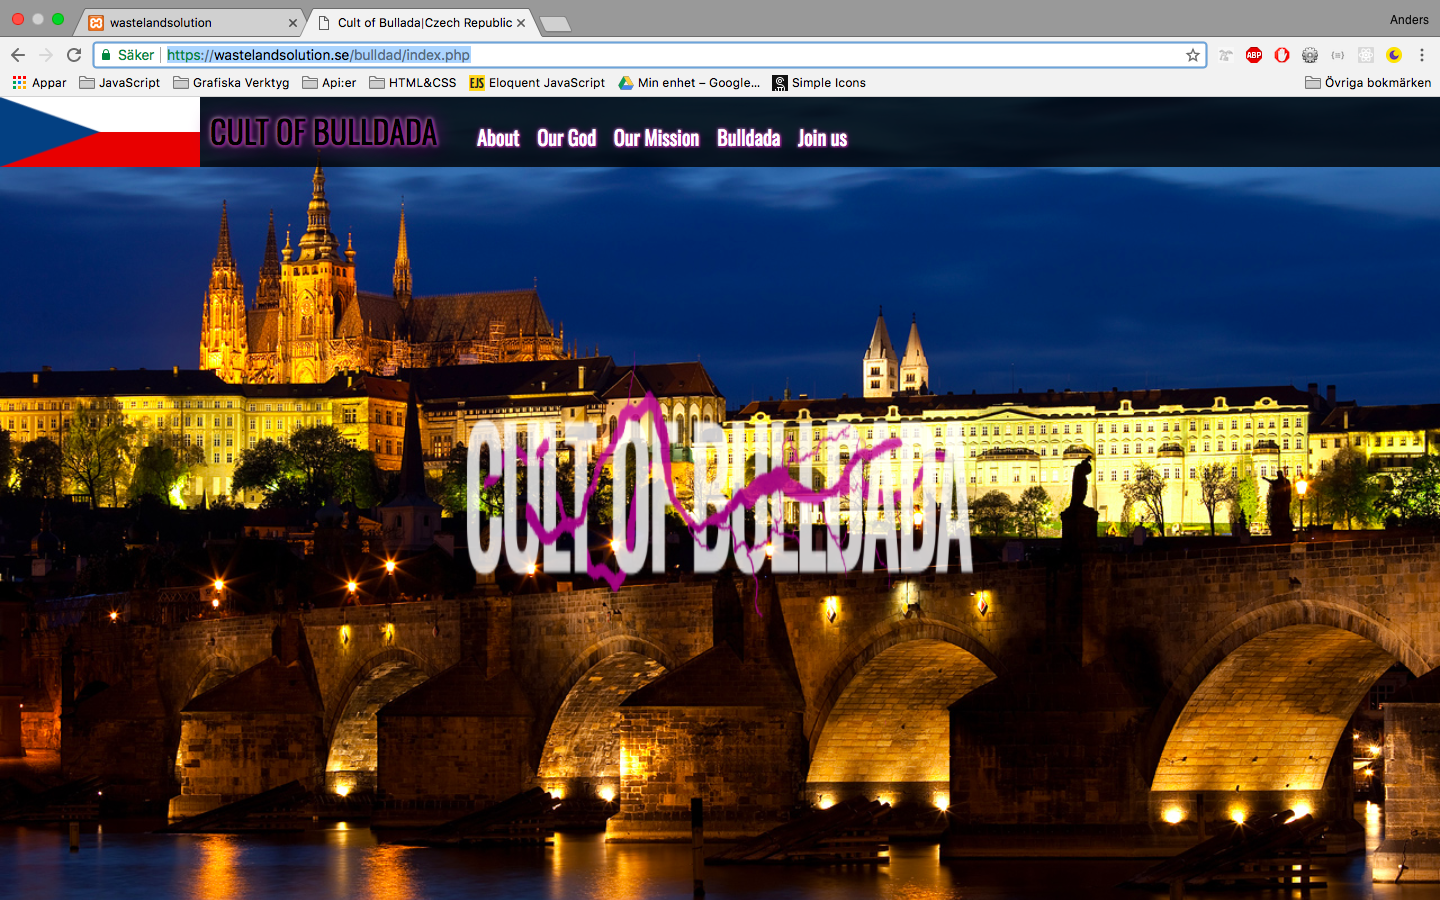 wastelandsolution
Cult of Bullada|Czech Republic
Anders
Säker
https://wastelandsolution.se/bulldad/index.php
ABP
Appar
JavaScript
Grafiska Verktyg
Api:er
HTML&CSS
EJS Eloquent JavaScript
Min enhet – Google...
Simple Icons
Övriga bokmärken
CULT OF BULLDADA
About
Our God
Our Mission
Bulldada
Join us
CULT OF BULLDADA